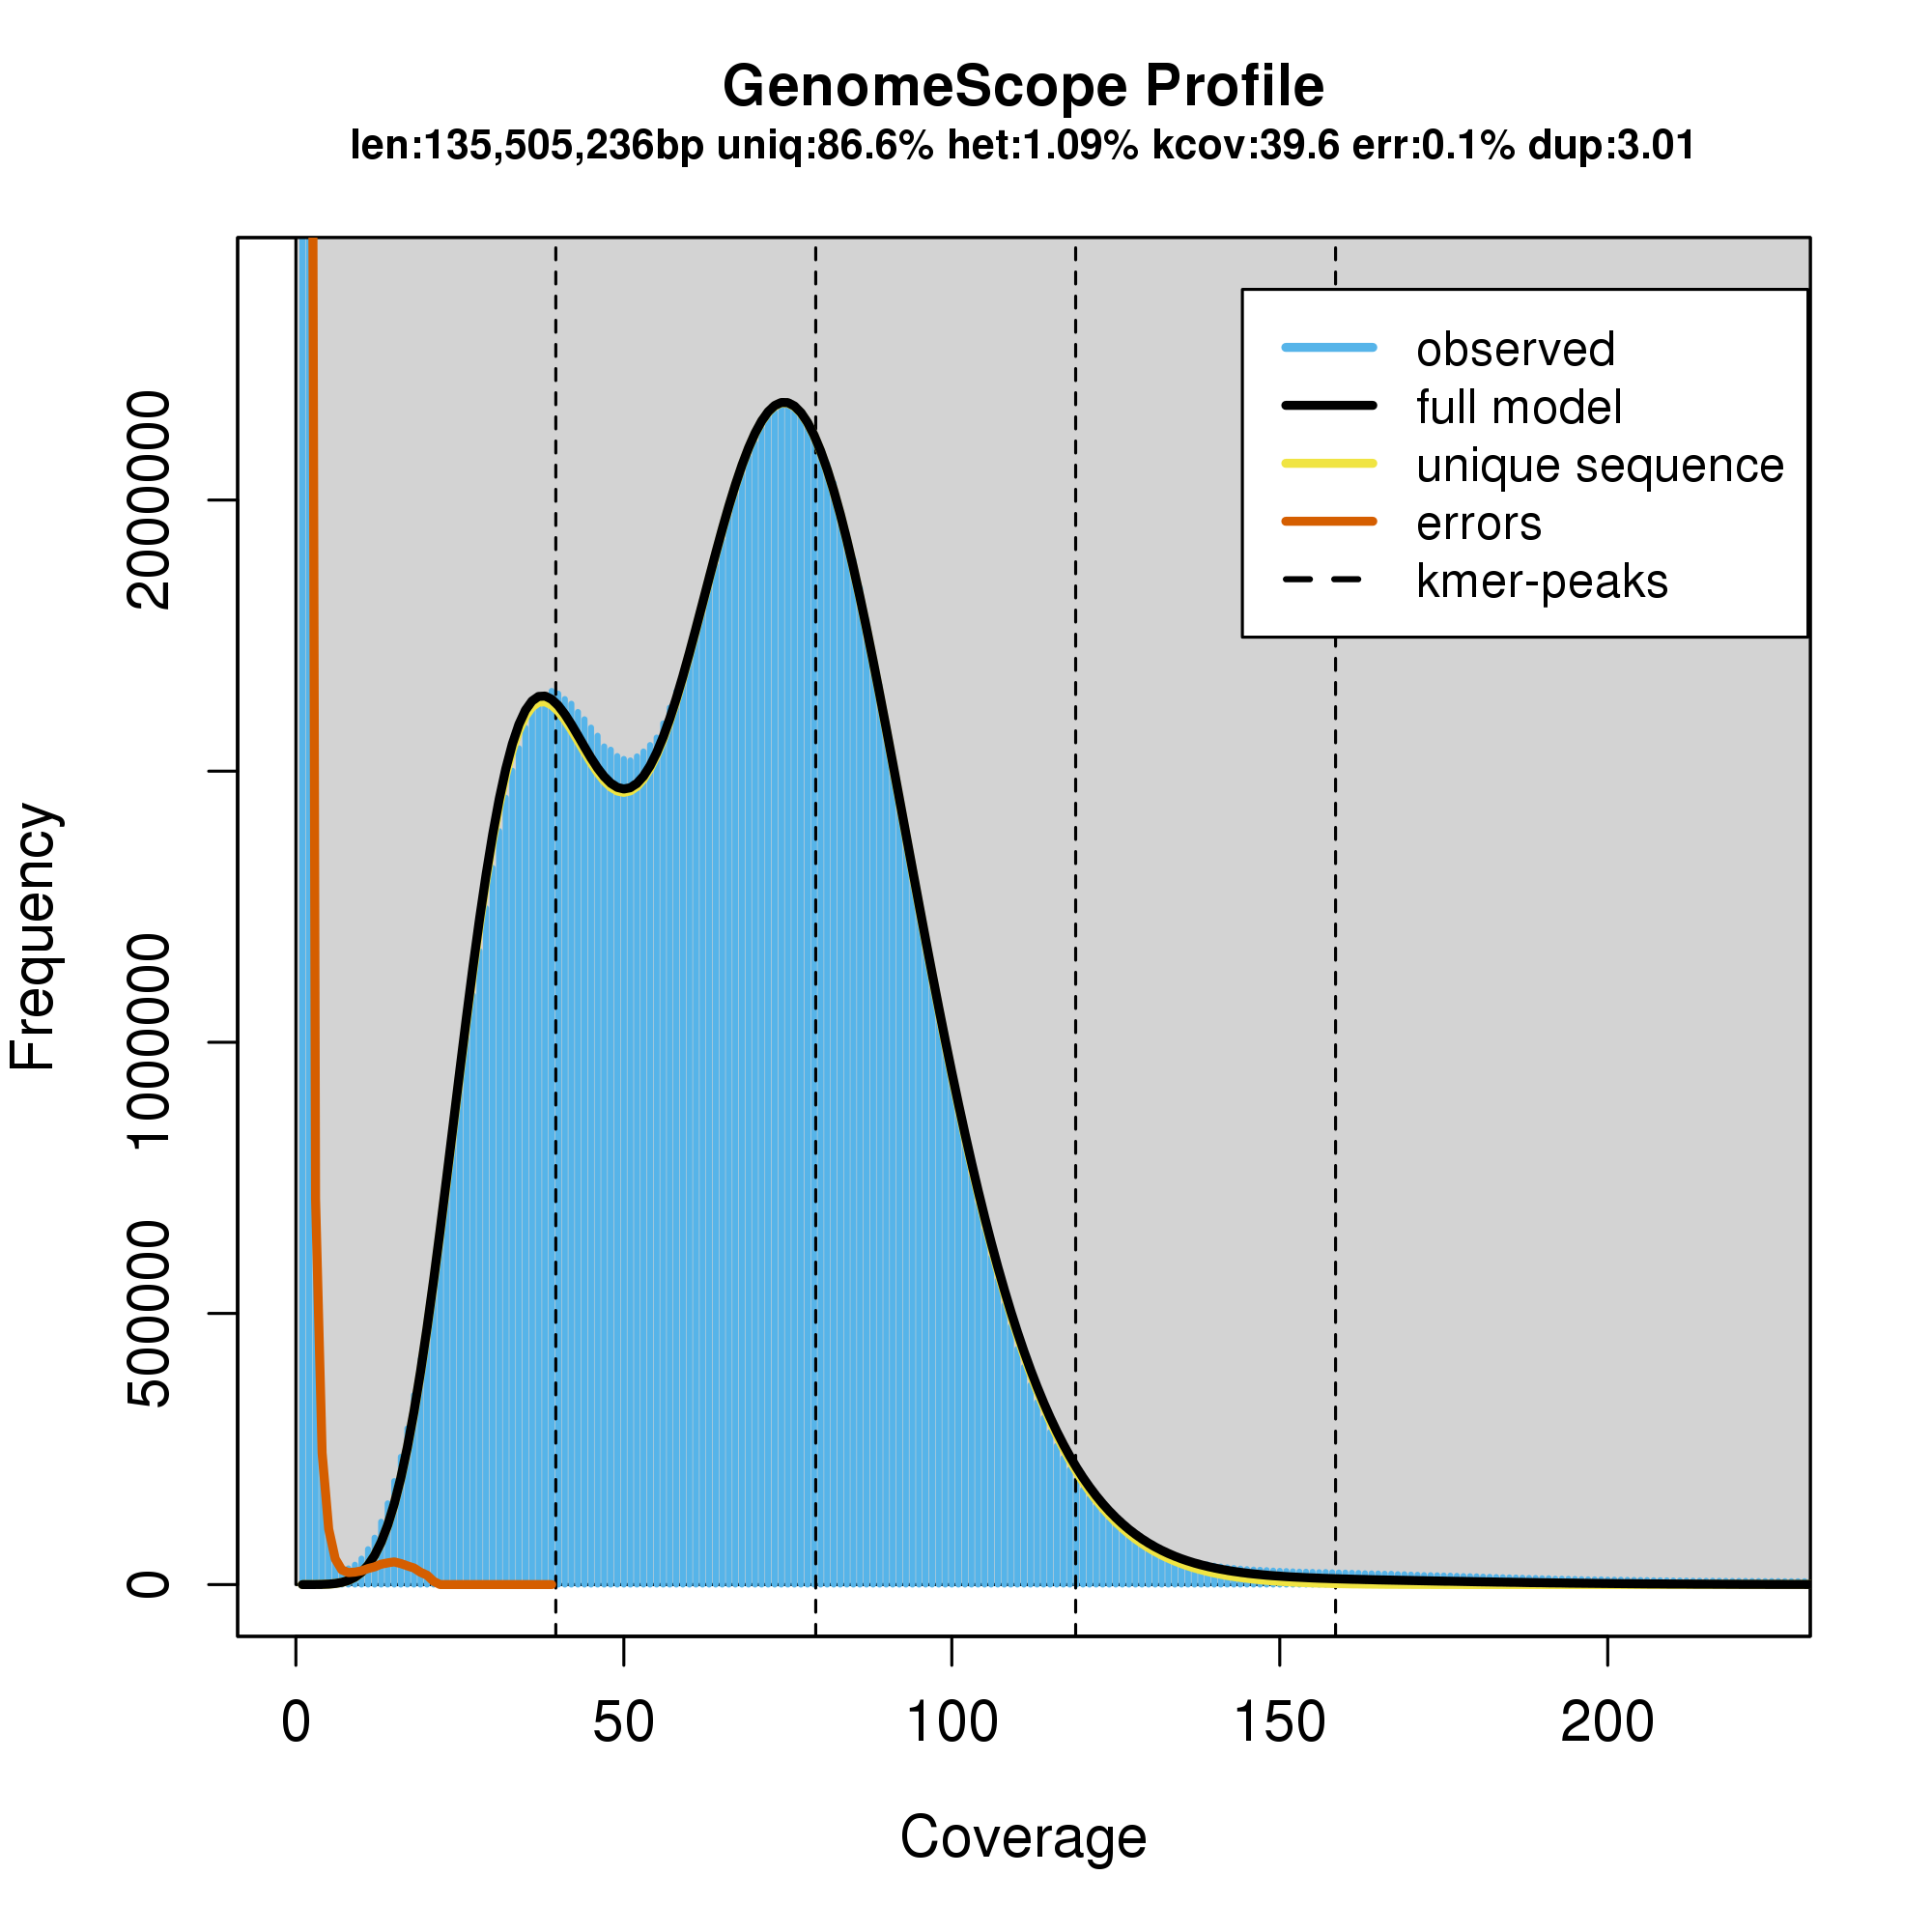 GenomeScope Profile
len:135,505,236bp uniq:86.6% het:1.09% kcov:39.6 err:0.1% dup:3.01
observed
full model
unique sequence
errors
kmer-peaks
Frequency
2000000
1000000
500000
0
0 50 100 150 200
Coverage